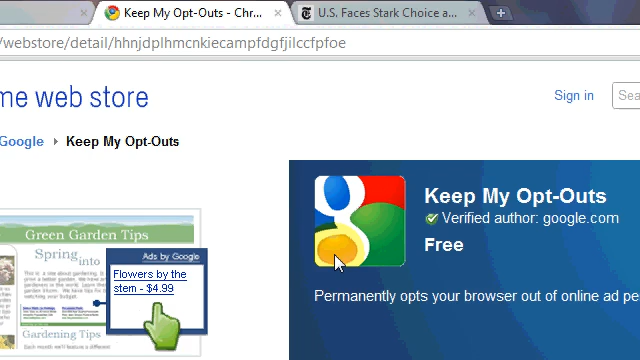 Keep My Opt-Outs - Chr...
U.S. Faces Stark Choice a...
/webstore/detail/hhnjdplhmcnkiecampfdgfjilccfpfoe
me web store
Sign in
Sea
Google
Keep My Opt-Outs
Keep My Opt-Outs
Verified author: google.com
Free
Permanently opts your browser out of online ad pe
Green Garden Tips
Spring into
Ads by Google
Flowers by the
stem - $4.99
Gardening Tips